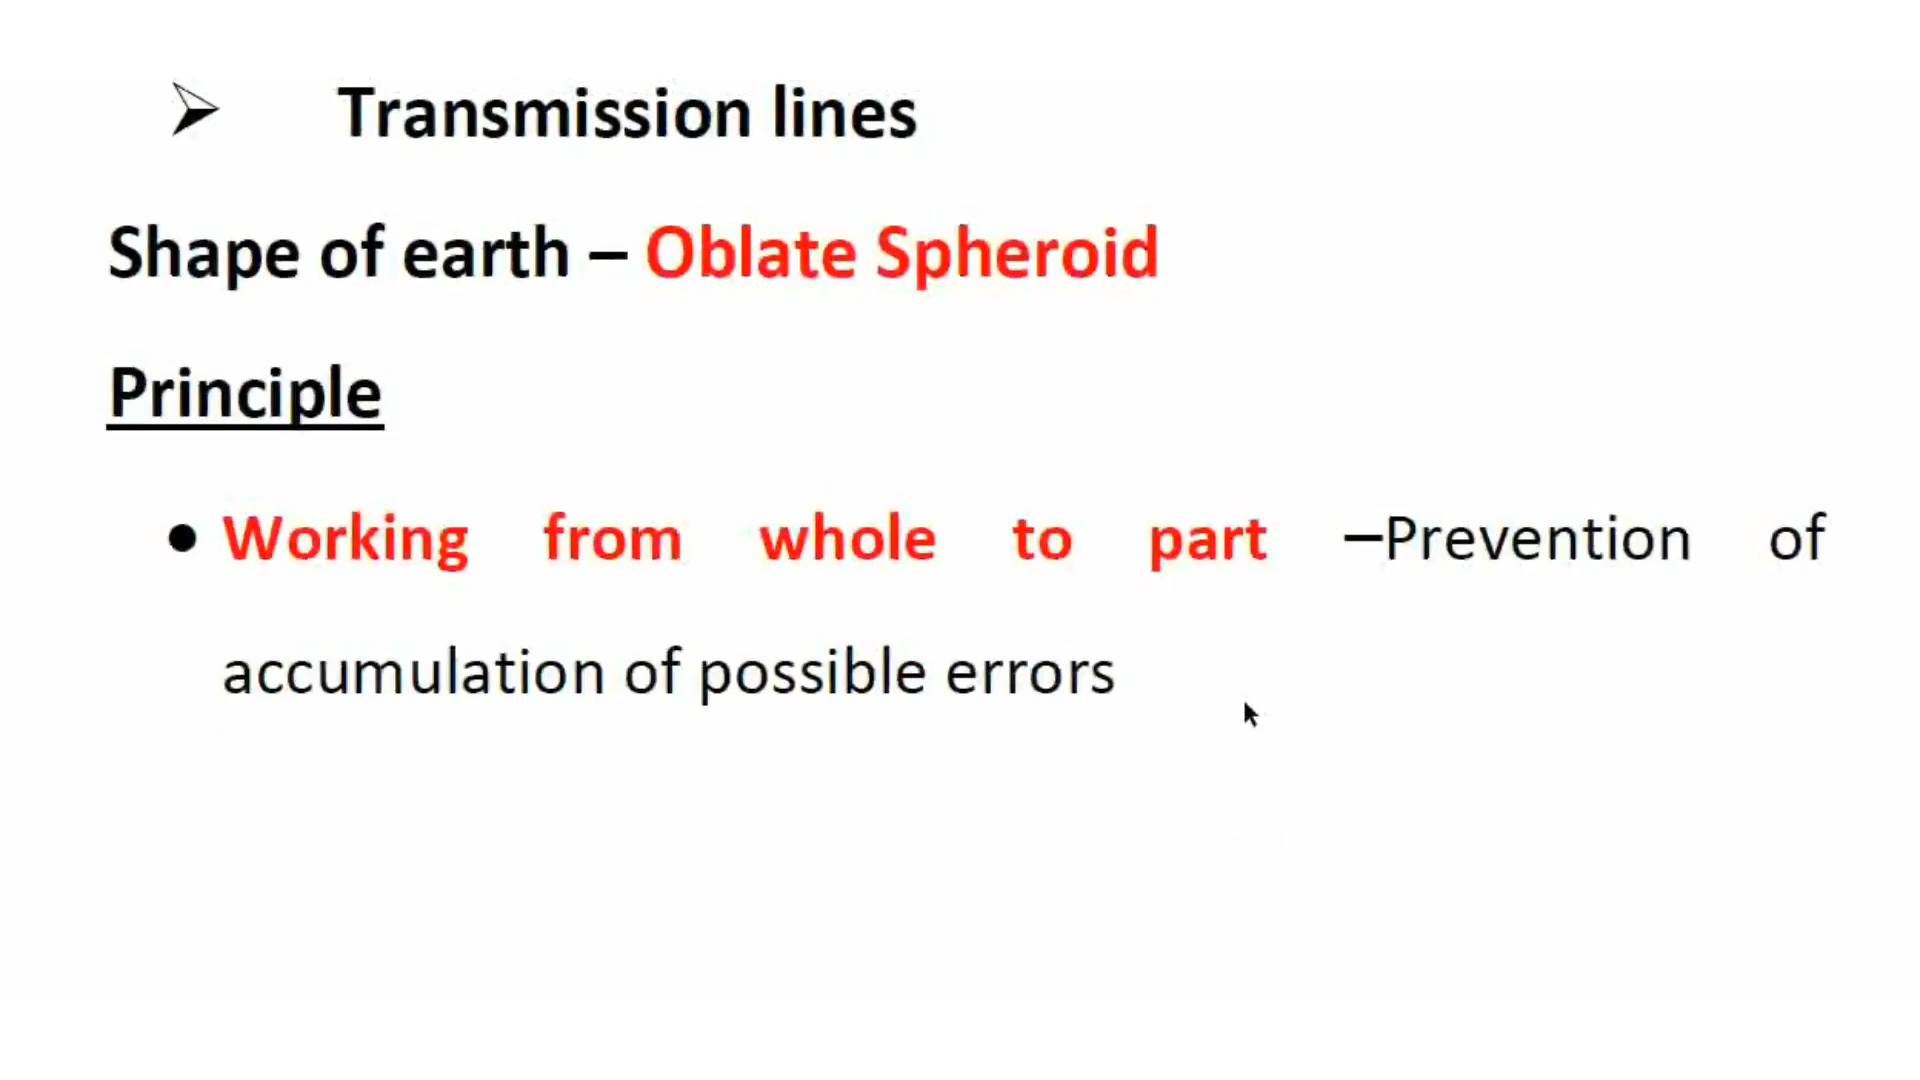 ➢ Transmission lines
Shape of earth – Oblate Spheroid
Principle
● Working from whole to part –Prevention of
accumulation of possible errors